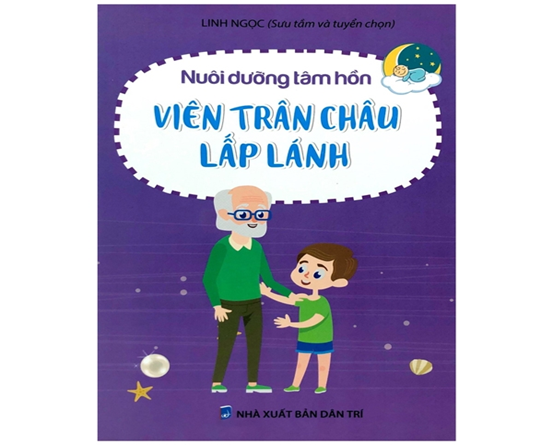 LINH NGỌC (Sưu tầm và tuyển chọn)
Nuôi dưỡng tâm hồn
VIÊN TRÂN CHÂU
LẤP LÁNH
NHÀ XUẤT BẢN DÂN TRÍ